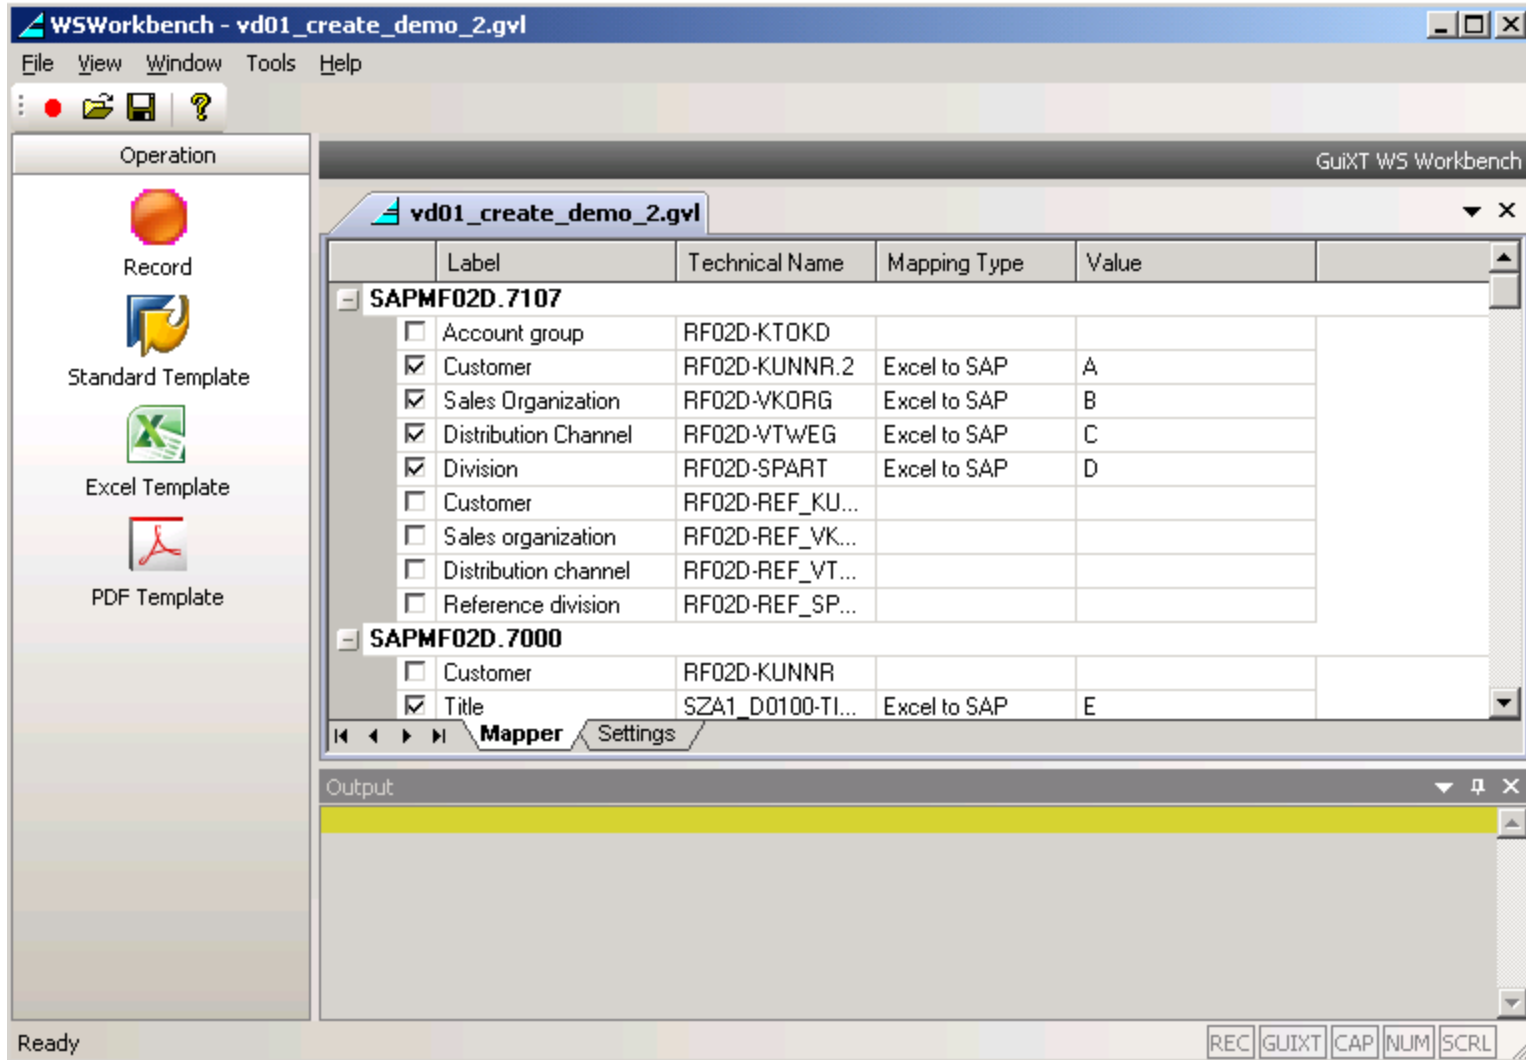 WSWorkbench - vd01_create_demo_2.gvl
File View Window Tools Help
Operation
Record
Standard Template
Excel Template
PDF Template
GuiXT WS Workbench
vd01_create_demo_2.gvl
Label Technical Name Mapping Type Value
SAPMF02D.7107
Account group RF02D-KTOKD
Customer RF02D-KUNNR.2 Excel to SAP A
Sales Organization RF02D-VKORG Excel to SAP B
Distribution Channel RF02D-VTWEG Excel to SAP C
Division RF02D-SPART Excel to SAP D
Customer RF02D-REF_KU...
Sales organization RF02D-REF_VK...
Distribution channel RF02D-REF_VT...
Reference division RF02D-REF_SP...
SAPMF02D.7000
Customer RF02D-KUNNR
Title SZA1_D0100-TI... Excel to SAP E
Mapper Settings
Output
Ready
REC GUIXT CAP NUM SCRL